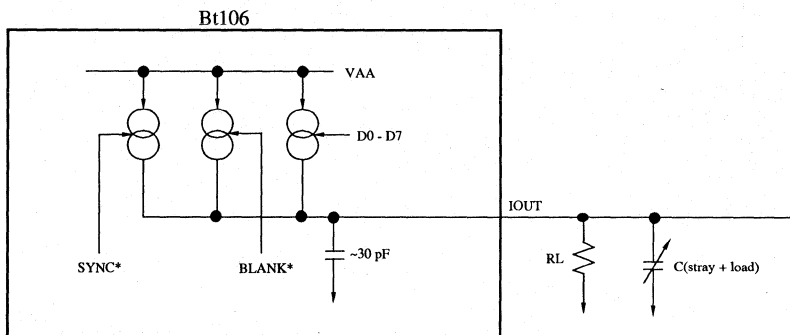 Bt106
VAA
D0 - D7
IOUT
SYNC*
BLANK*
~30 pF
RL
C(stray + load)